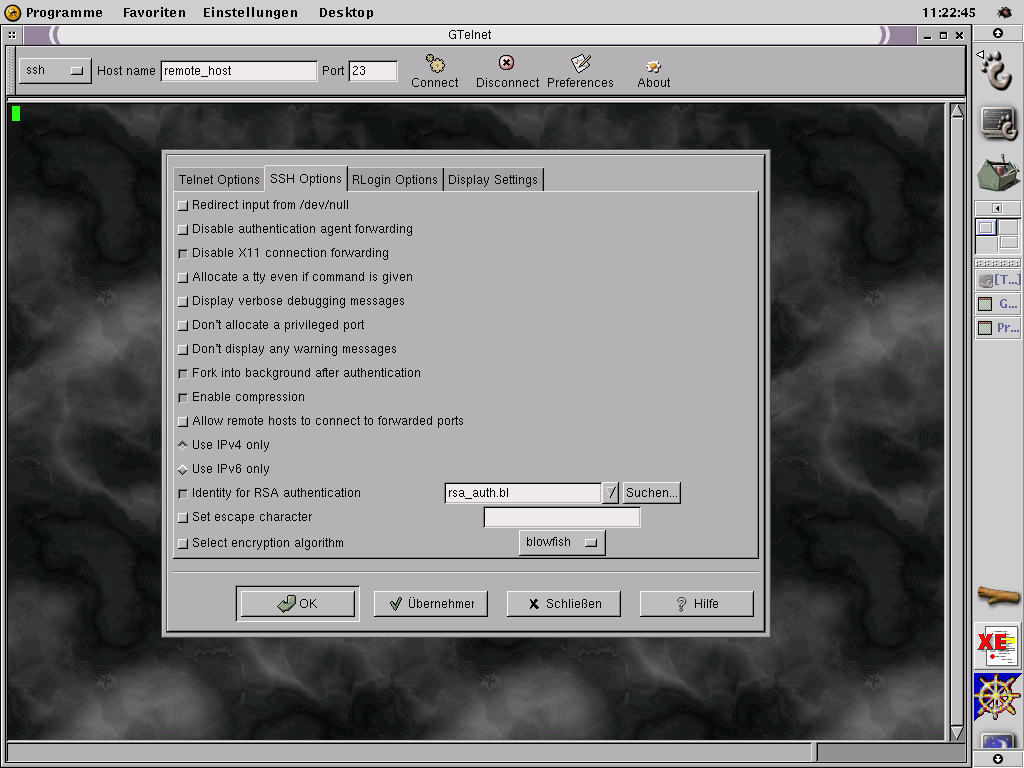 Programme Favoriten Einstellungen Desktop 11:22:45
GTelnet
ssh Host name remote_host Port 23 Connect Disconnect Preferences About
Telnet Options SSH Options RLogin Options Display Settings
Redirect input from /dev/null
Disable authentication agent forwarding
Disable X11 connection forwarding
Allocate a tty even if command is given
Display verbose debugging messages
Don't allocate a privileged port
Don't display any warning messages
Fork into background after authentication
Enable compression
Allow remote hosts to connect to forwarded ports
Use IPv4 only
Use IPv6 only
Identity for RSA authentication rsa_auth.bl Suchen...
Set escape character
Select encryption algorithm blowfish
OK Übernehmer Schließen Hilfe
[T...]
G...
Pr...
XE